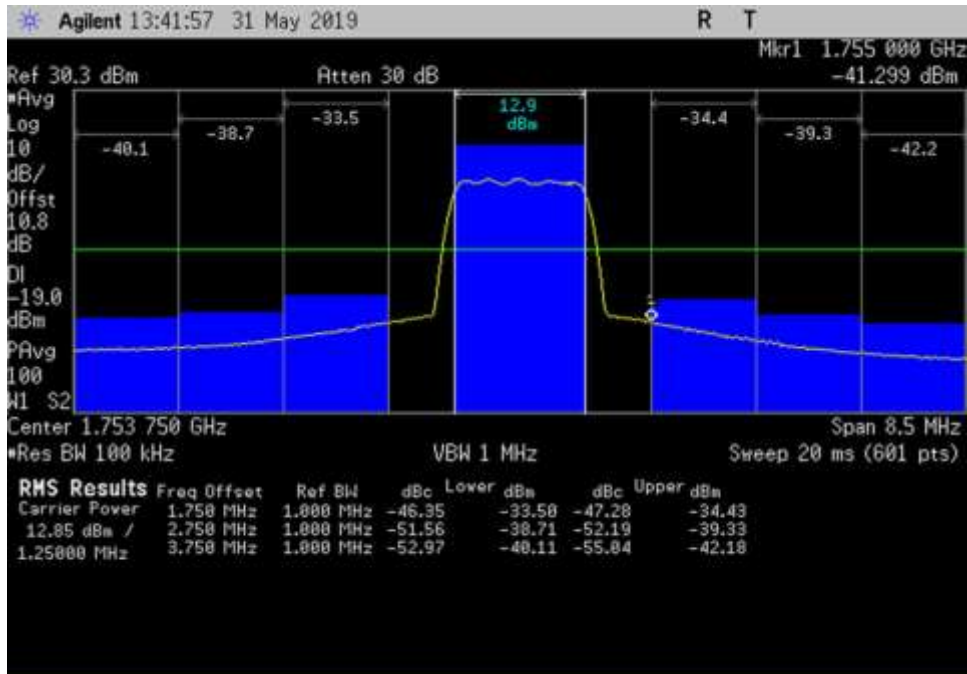 Agilent 13:41:57 31 May 2019 R T
Mkr1 1.755 000 GHz
Ref 30.3 dBm Atten 30 dB -41.299 dBm
*Avg
Log
10
dB/
Offst
10.8
dB
DI
-19.0
dBm
PAvg
100
W1 S2
-40.1 -38.7 -33.5 12.9 dBm -34.4 -39.3 -42.2
1
Center 1.753 750 GHz Span 8.5 MHz
*Res BW 100 kHz VBW 1 MHz Sweep 20 ms (601 pts)
RMS Results Freq Offset Ref BW dBc Lower dBm dBc Upper dBm
Carrier Power 1.750 MHz 1.000 MHz -46.35 -33.50 -47.28 -34.43
12.85 dBm / 2.750 MHz 1.000 MHz -51.56 -38.71 -52.19 -39.33
1.25000 MHz 3.750 MHz 1.000 MHz -52.97 -40.11 -55.04 -42.18